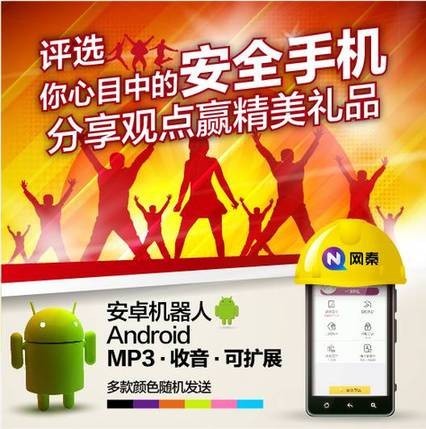 评选
你心目中的安全手机
分享观点赢精美礼品
N 网秦
安卓机器人
Android
MP3·收音·可扩展
多款颜色随机发送